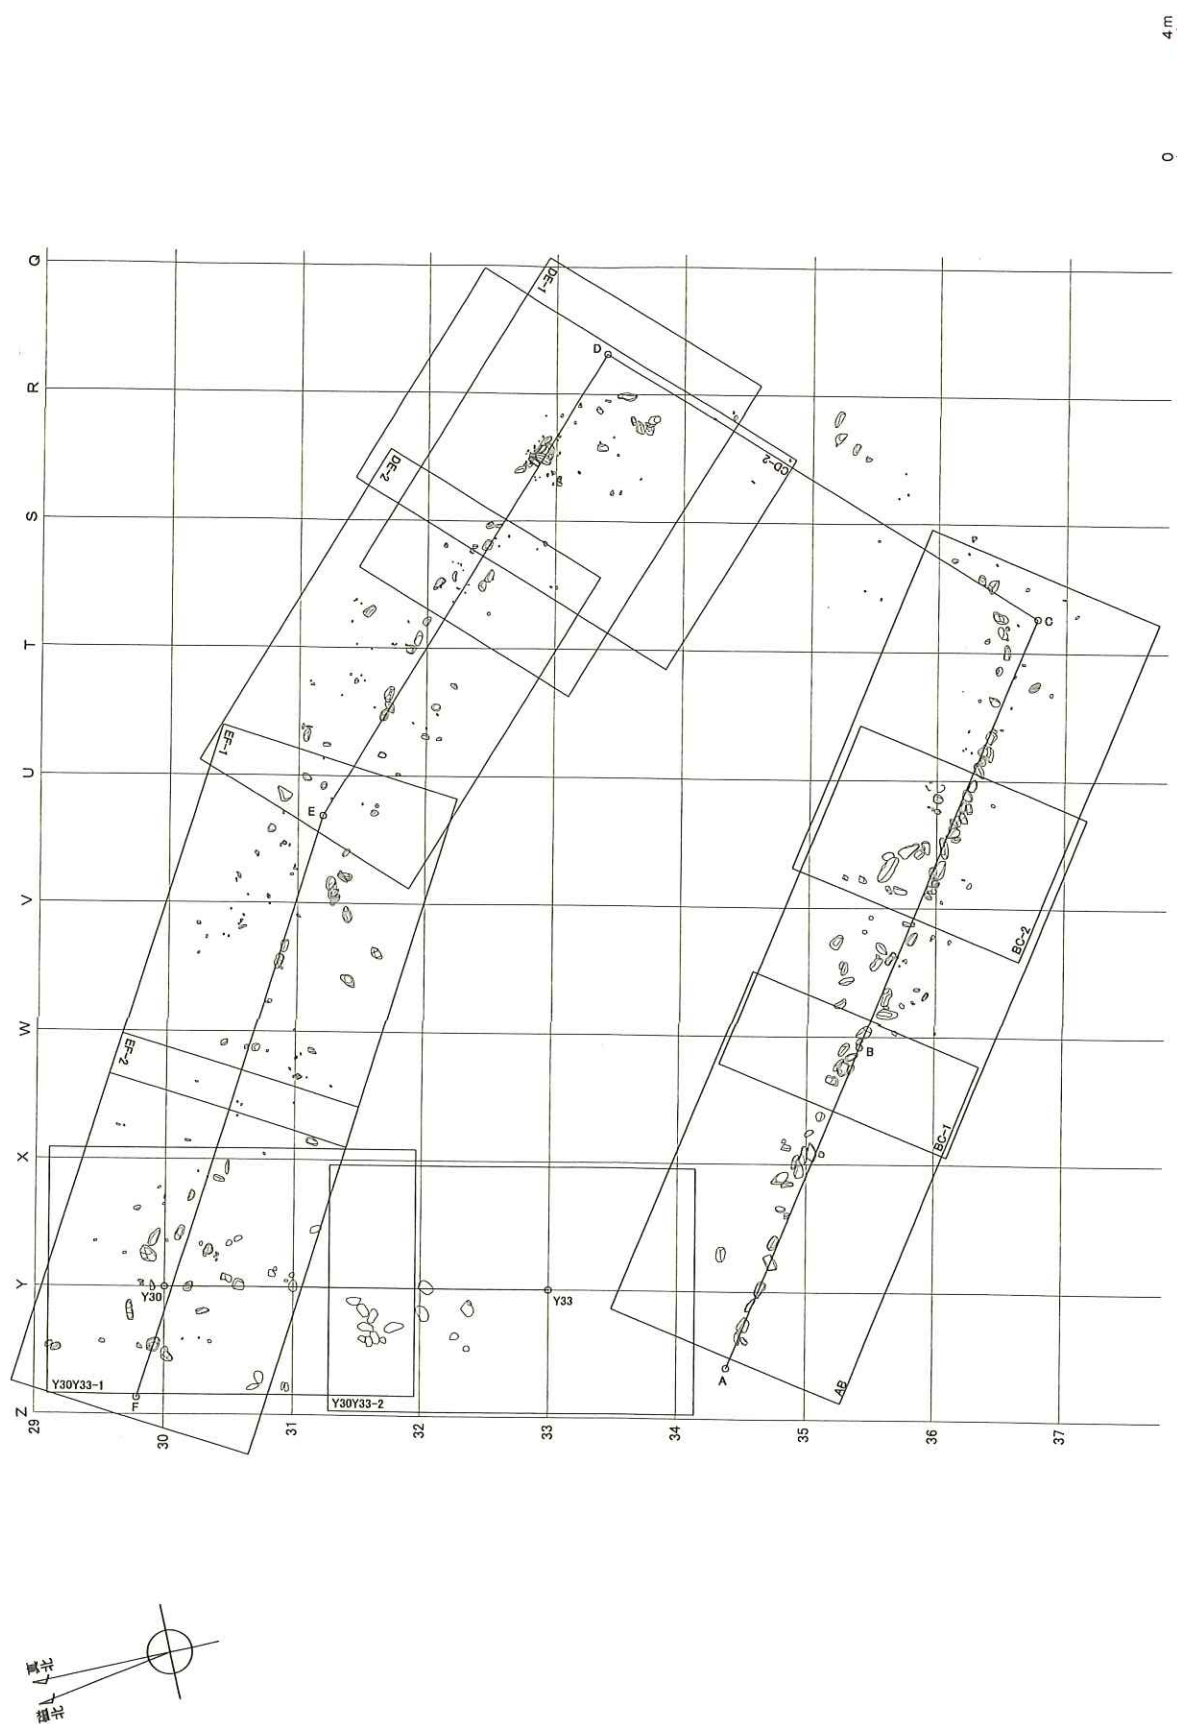 4m
0
Q
R
S
T
U
V
W
X
Y
Z
29
30
31
32
33
34
35
36
37
DE-1
D
DE-2
CD-2
C
EF-1
E
BC-2
EF-2
B
BC-1
Y30
Y33
A
AB
Y30Y33-1
F
Y30Y33-2
真北
磁北